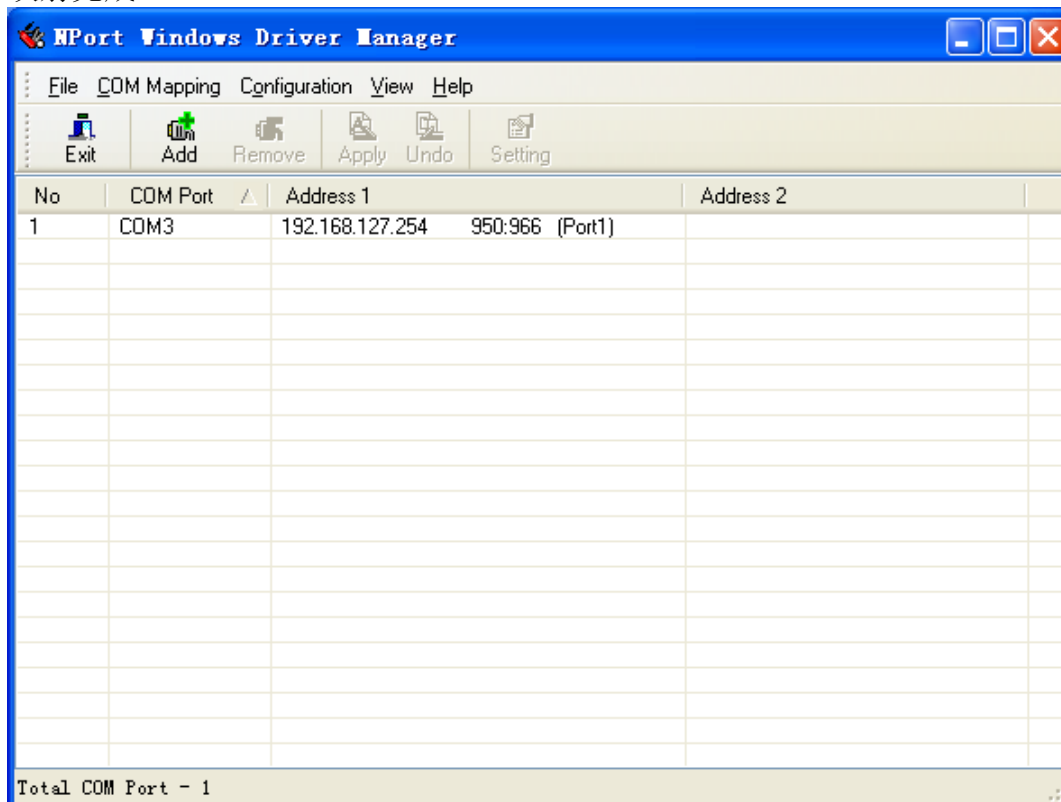 NPort Windows Driver Manager
File COM Mapping Configuration View Help
Exit Add Remove Apply Undo Setting
No COM Port Address 1 Address 2
1 COM3 192.168.127.254 950:966 (Port1)
Total COM Port - 1